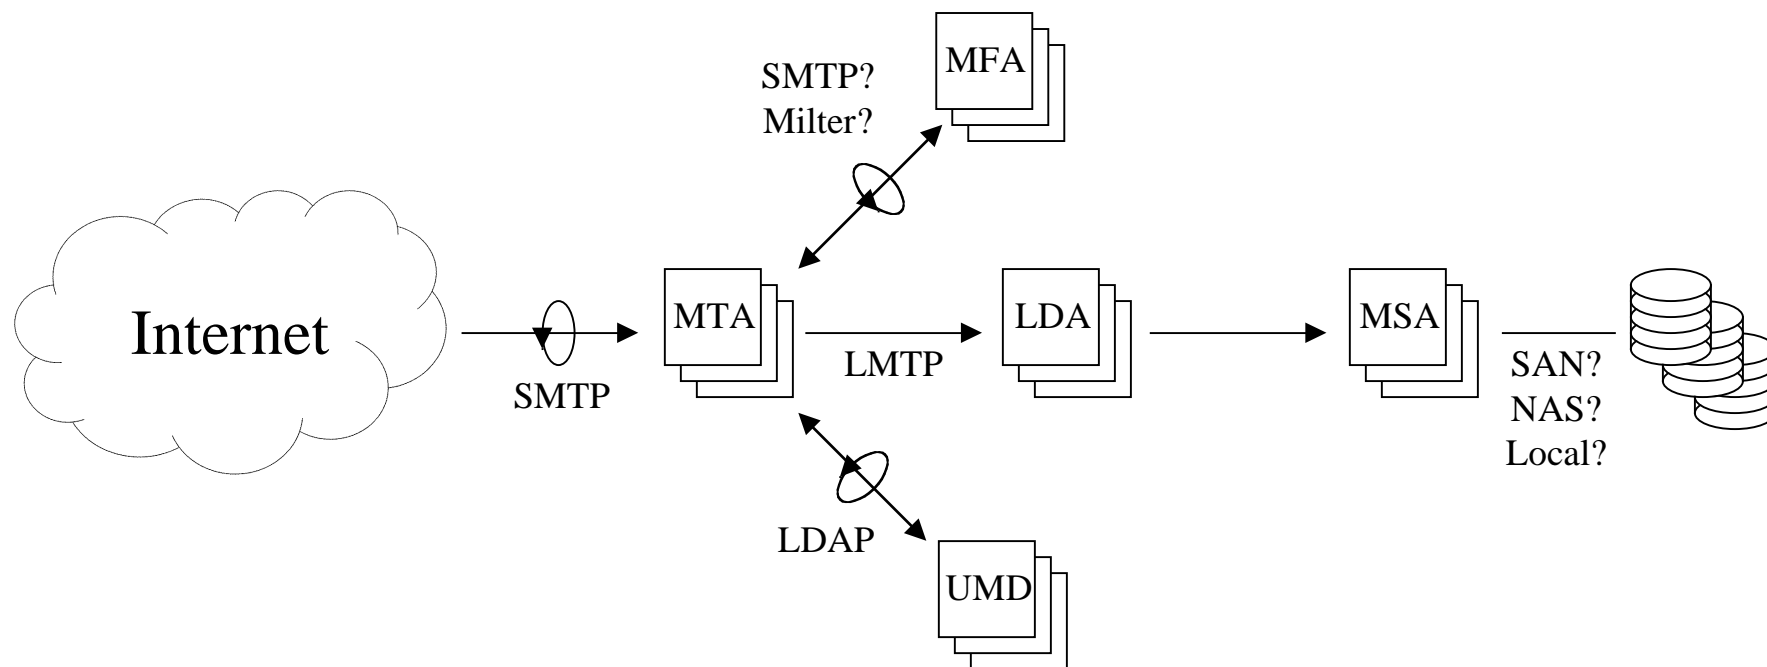 MFA
SMTP?
Milter?
Internet
SMTP
MTA
LMTP
LDA
MSA
SAN?
NAS?
Local?
LDAP
UMD